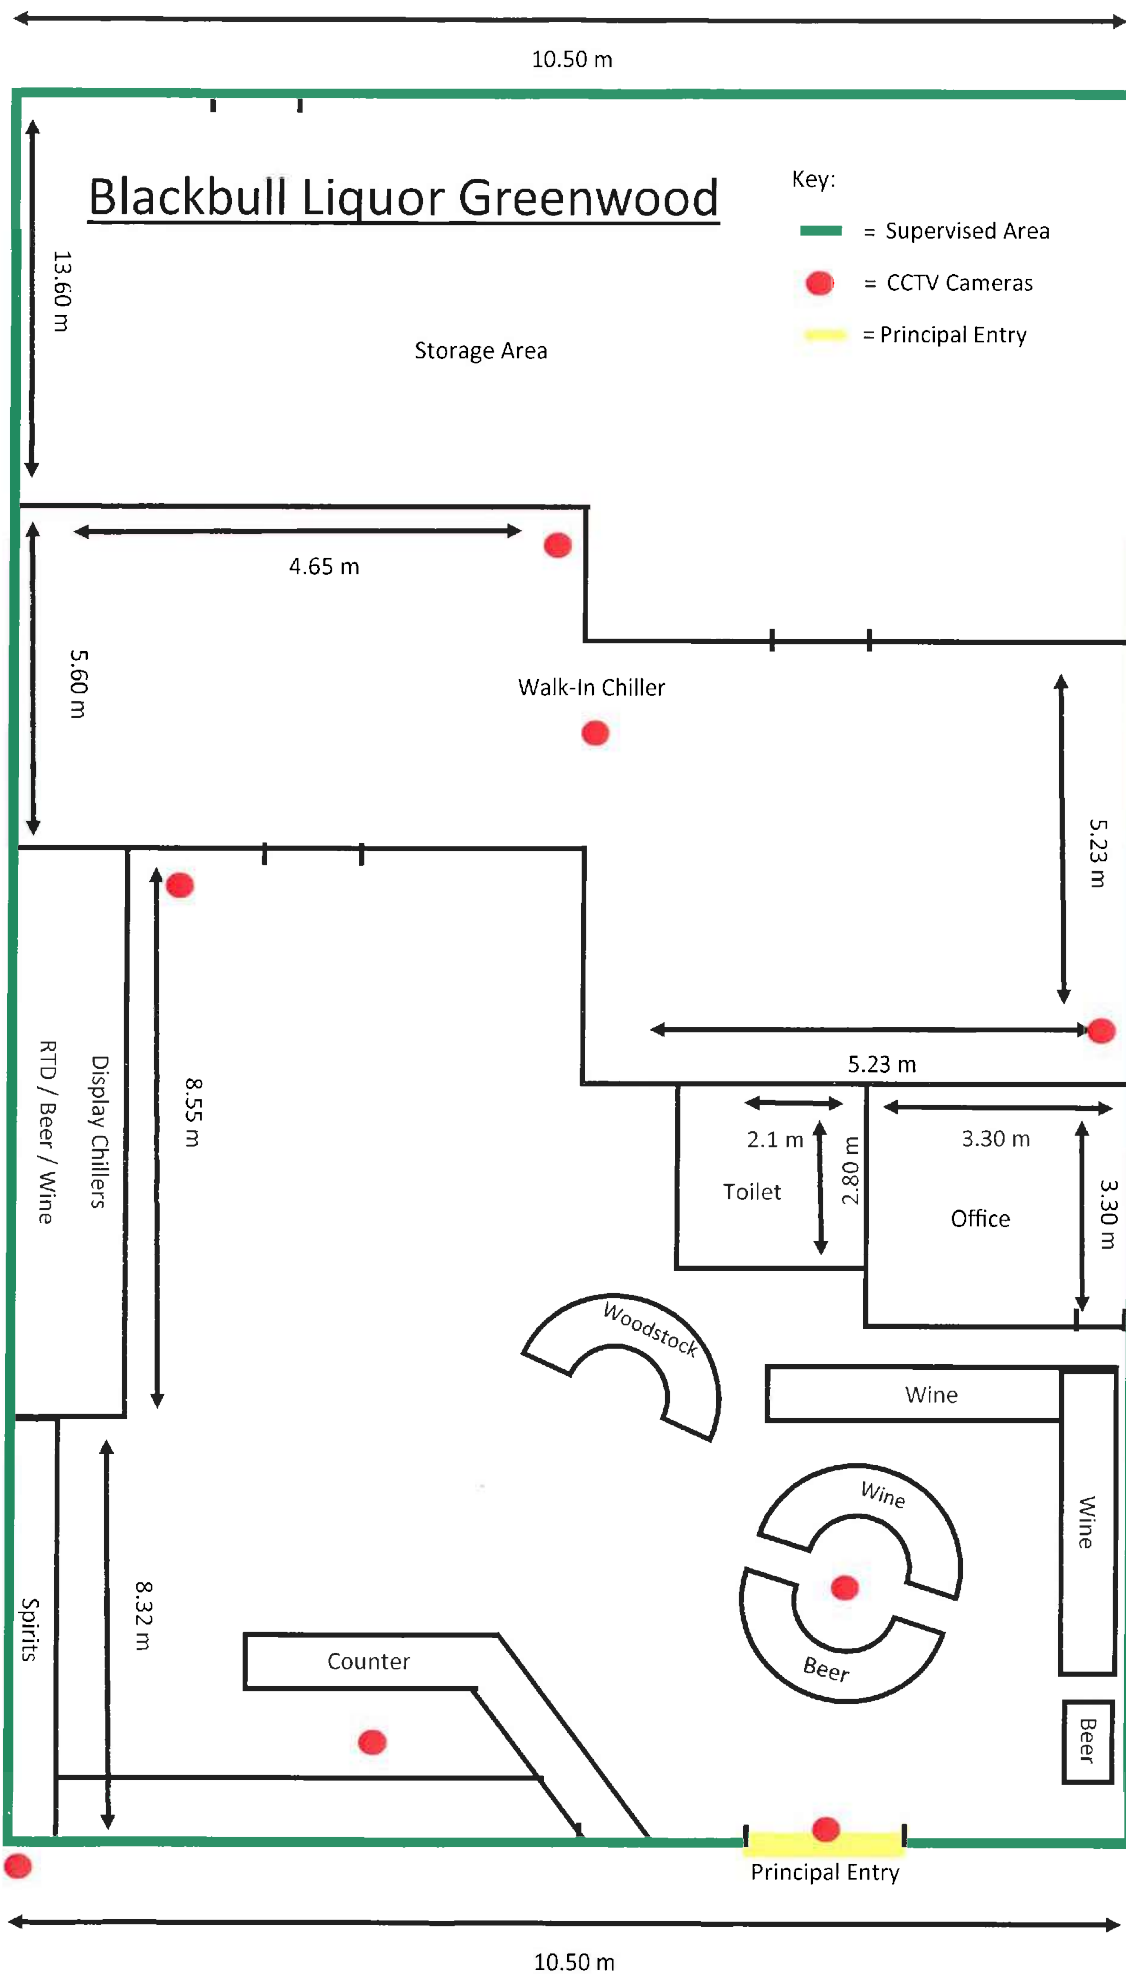 10.50 m
Blackbull Liquor Greenwood
Key:
= Supervised Area
= CCTV Cameras
= Principal Entry
13.60 m
Storage Area
4.65 m
5.60 m
Walk-In Chiller
5.23 m
5.23 m
Display Chillers
RTD / Beer / Wine
8.55 m
2.1 m
2.80 m
Toilet
3.30 m
3.30 m
Office
Woodstock
Wine
Wine
Wine
Beer
Beer
Spirits
8.32 m
Counter
Principal Entry
10.50 m